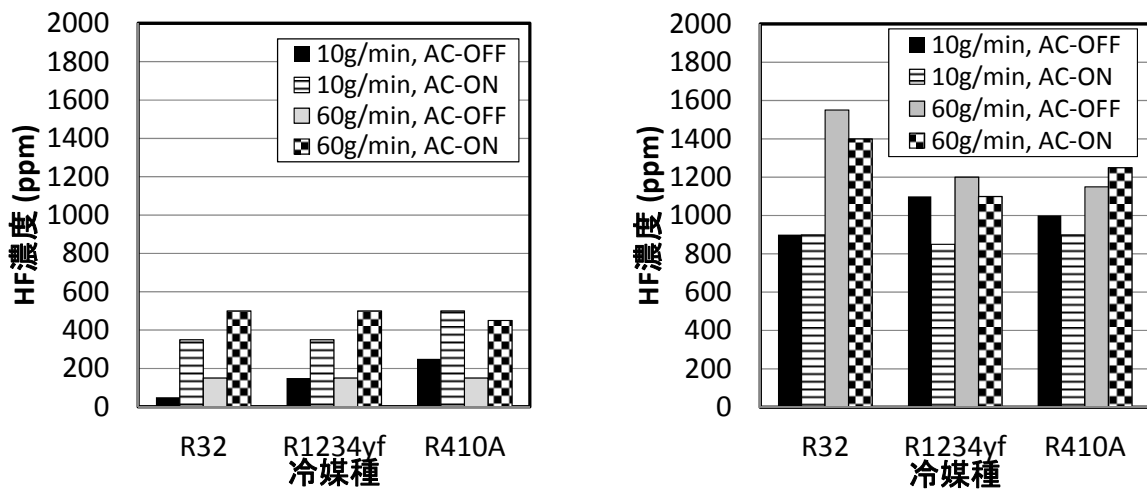 HF濃度 (ppm)
2000
1800
1600
1400
1200
1000
800
600
400
200
0
10g/min, AC-OFF
10g/min, AC-ON
60g/min, AC-OFF
60g/min, AC-ON
R32 R1234yf R410A
冷媒種
HF濃度 (ppm)
2000
1800
1600
1400
1200
1000
800
600
400
200
0
10g/min, AC-OFF
10g/min, AC-ON
60g/min, AC-OFF
60g/min, AC-ON
R32 R1234yf R410A
冷媒種